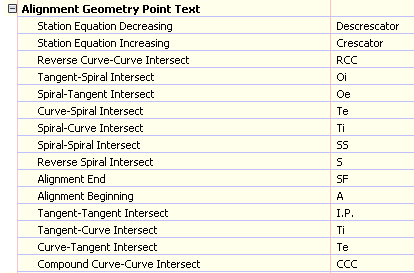 Alignment Geometry Point Text
Station Equation Decreasing Descrescator
Station Equation Increasing Crescator
Reverse Curve-Curve Intersect RCC
Tangent-Spiral Intersect Oi
Spiral-Tangent Intersect Oe
Curve-Spiral Intersect Te
Spiral-Curve Intersect Ti
Spiral-Spiral Intersect SS
Reverse Spiral Intersect S
Alignment End SF
Alignment Beginning A
Tangent-Tangent Intersect I.P.
Tangent-Curve Intersect Ti
Curve-Tangent Intersect Te
Compound Curve-Curve Intersect CCC